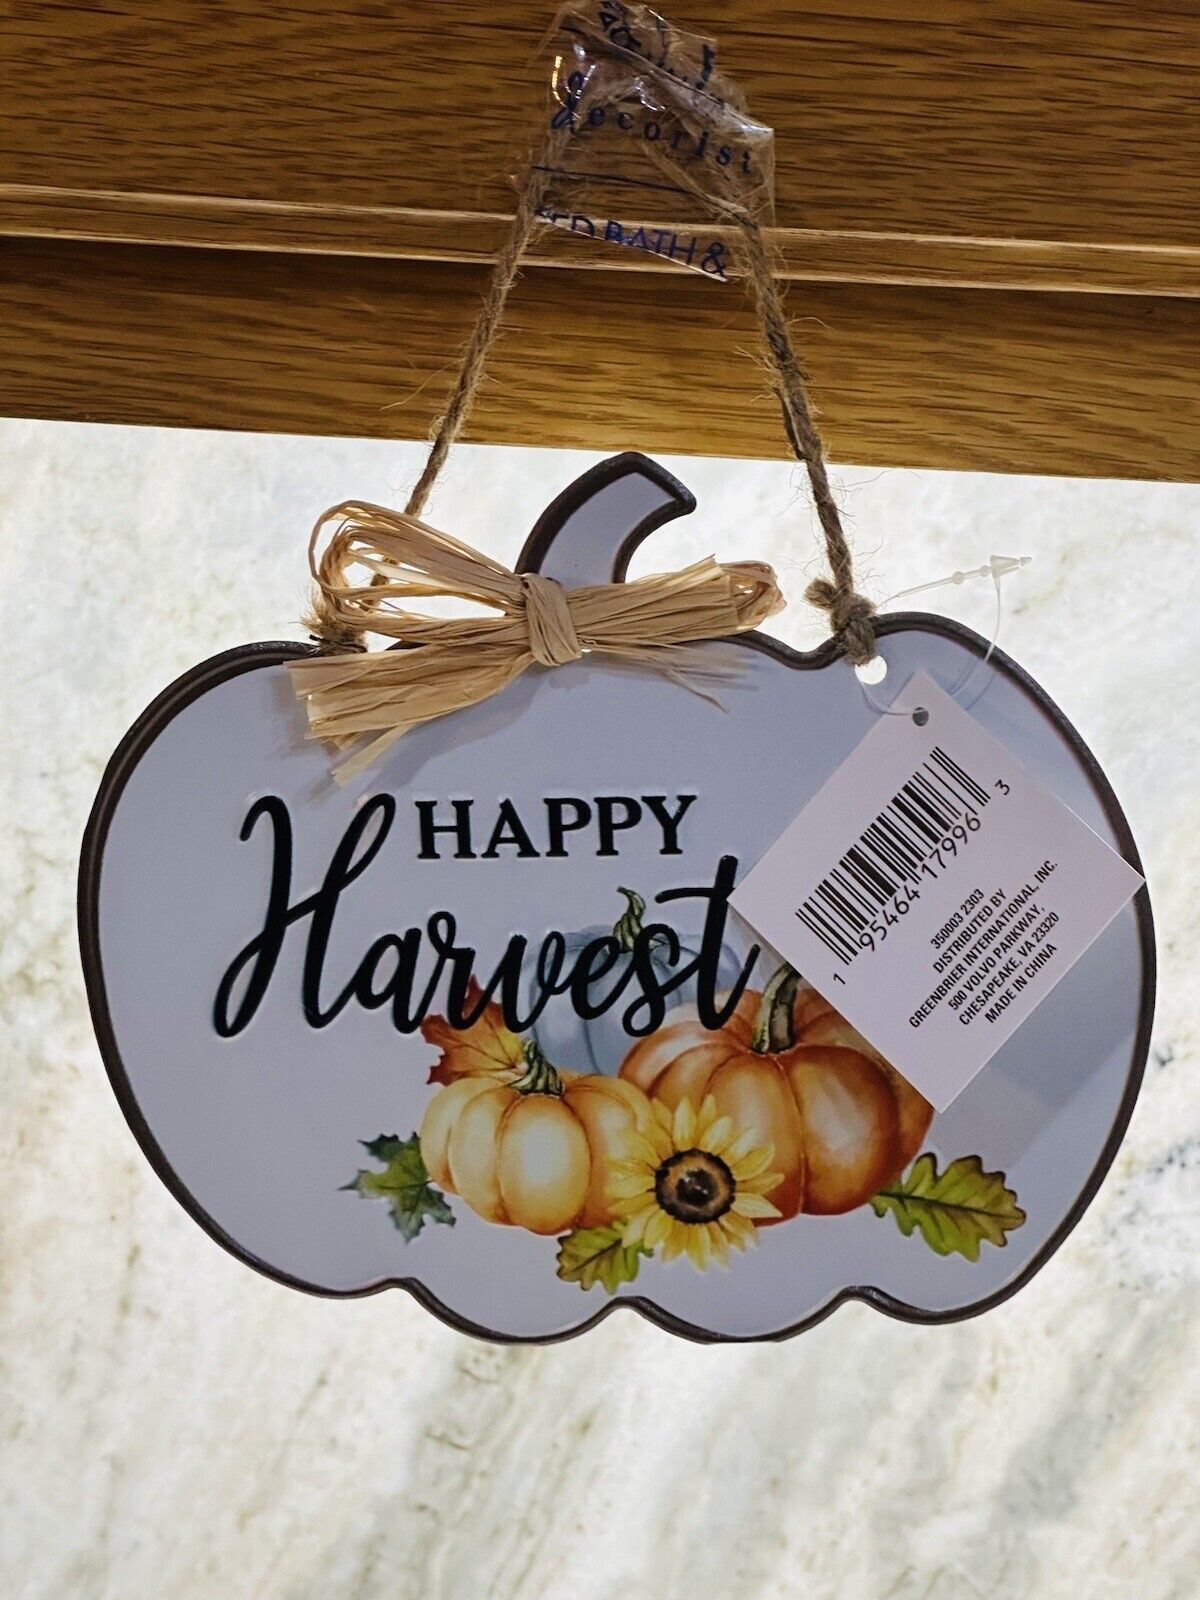 decorist
BATH &
HAPPY
Harvest
1 95464 17996 3
350003 2303
DISTRIBUTED BY
GREENBRIER INTERNATIONAL, INC.
500 VOLVO PARKWAY,
CHESAPEAKE, VA 23320
MADE IN CHINA